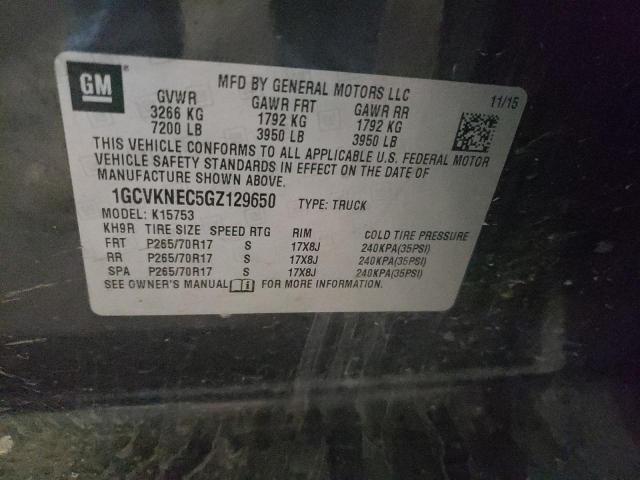 GM
MFD BY GENERAL MOTORS LLC
11/15
GVWR GAWR FRT GAWR RR
3266 KG 1792 KG 1792 KG
7200 LB 3950 LB 3950 LB
THIS VEHICLE CONFORMS TO ALL APPLICABLE U.S. FEDERAL MOTOR
VEHICLE SAFETY STANDARDS IN EFFECT ON THE DATE OF
MANUFACTURE SHOWN ABOVE.
1GCVKNEC5GZ129650 TYPE: TRUCK
MODEL: K15753
KH9R TIRE SIZE SPEED RTG RIM COLD TIRE PRESSURE
FRT P265/70R17 S 17X8J 240KPA(35PSI)
RR P265/70R17 S 17X8J 240KPA(35PSI)
SPA P265/70R17 S 17X8J 240KPA(35PSI)
SEE OWNER'S MANUAL FOR MORE INFORMATION.